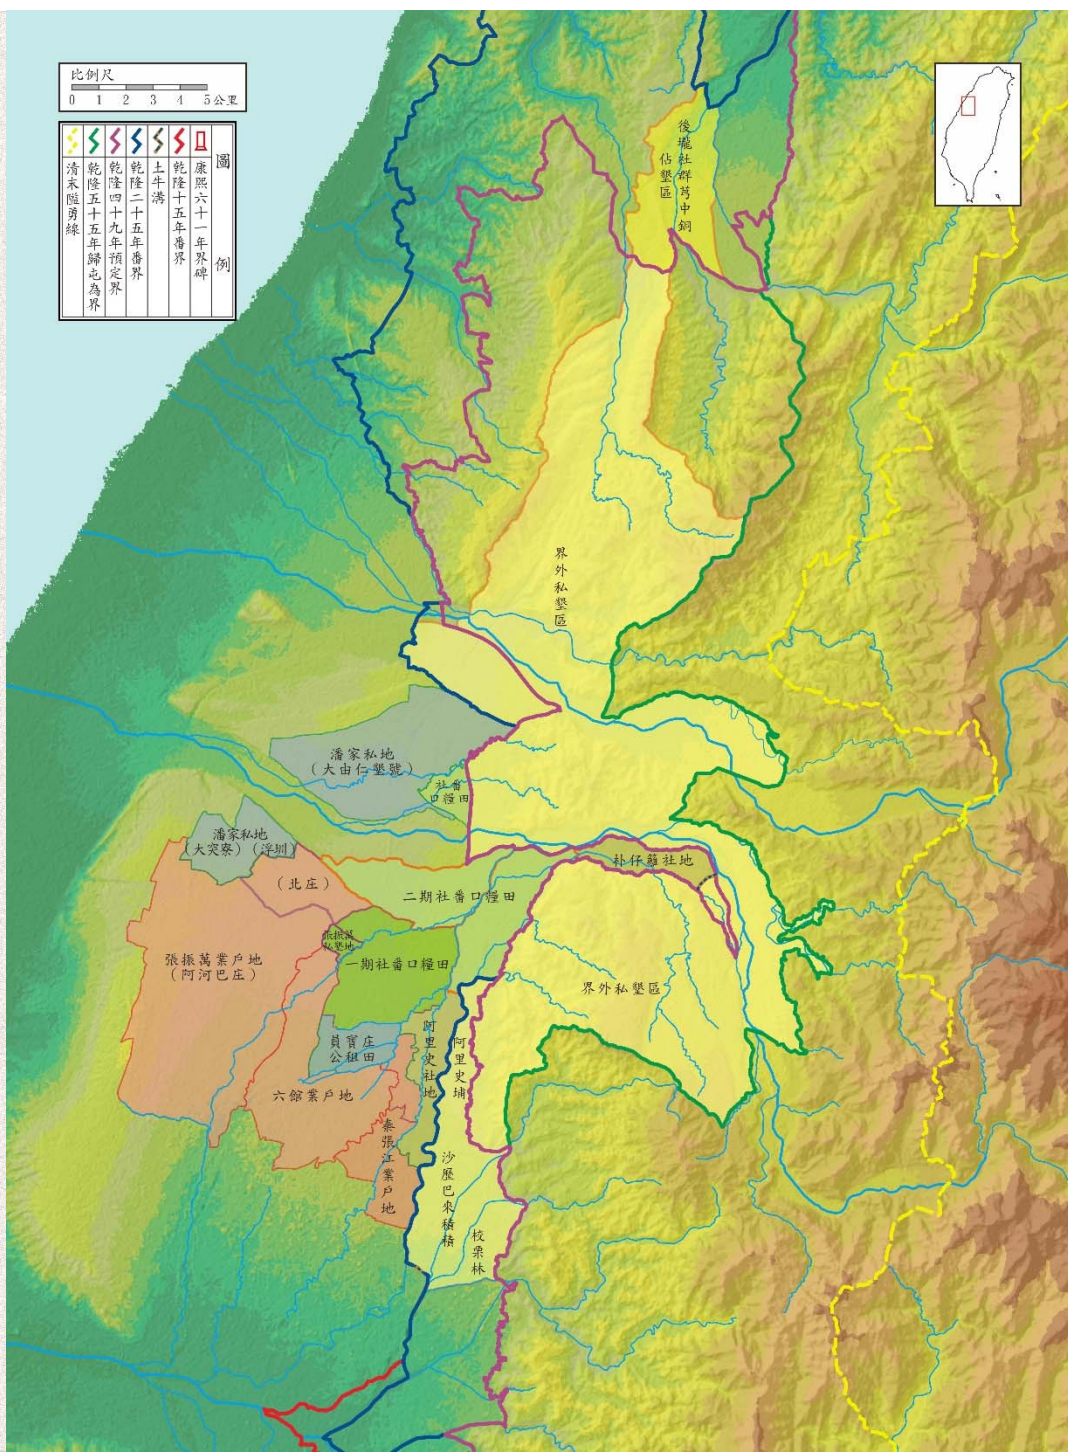 比例尺
0 1 2 3 4 5 公里
圖例
康熙六十一年界碑
乾隆十五年番界
土牛溝
乾隆二十五年番界
乾隆四十九年預定界
乾隆五十五年歸屯為界
清末隘勇線
後壠社群芎中銅
佔墾區
界外私墾區
潘家私地
(大由仁墾號)
社番
口糧田
潘家私地
(大突寮)(浮圳)
(北庄)
二期社番口糧田
朴仔籬社地
張振萬
私墾地
一期社番口糧田
張振萬業戶地
(阿河巴庄)
界外私墾區
員寶庄
公租田
阿里史社地
阿里史埔
六館業戶地
秦張江業戶地
沙歷巴來積積
校栗林